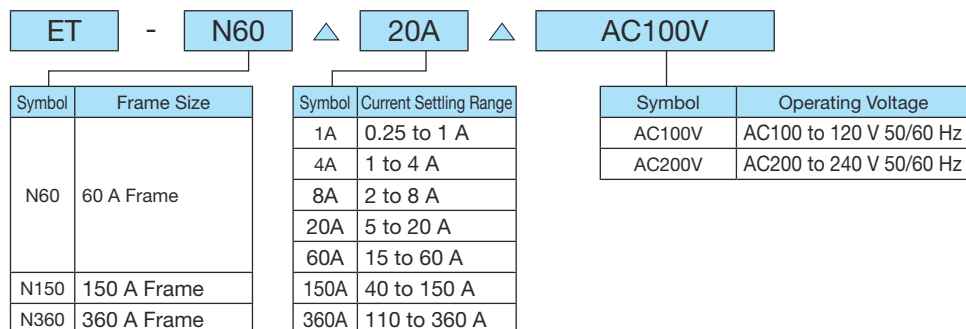 ET - N60 △ 20A △ AC100V
Symbol Frame Size
N60 60 A Frame
N150 150 A Frame
N360 360 A Frame
Symbol Current Settling Range
1A 0.25 to 1 A
4A 1 to 4 A
8A 2 to 8 A
20A 5 to 20 A
60A 15 to 60 A
150A 40 to 150 A
360A 110 to 360 A
Symbol Operating Voltage
AC100V AC100 to 120 V 50/60 Hz
AC200V AC200 to 240 V 50/60 Hz